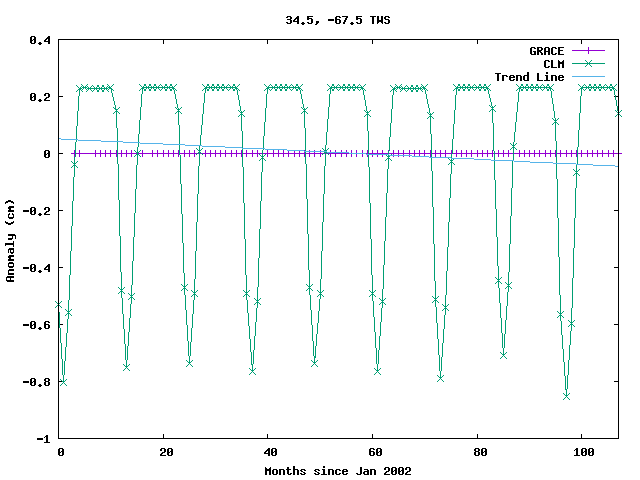 34.5, -67.5 TWS
GRACE
CLM
Trend Line
0.4
0.2
0
-0.2
-0.4
-0.6
-0.8
-1
Anomaly (cm)
0 20 40 60 80 100
Months since Jan 2002